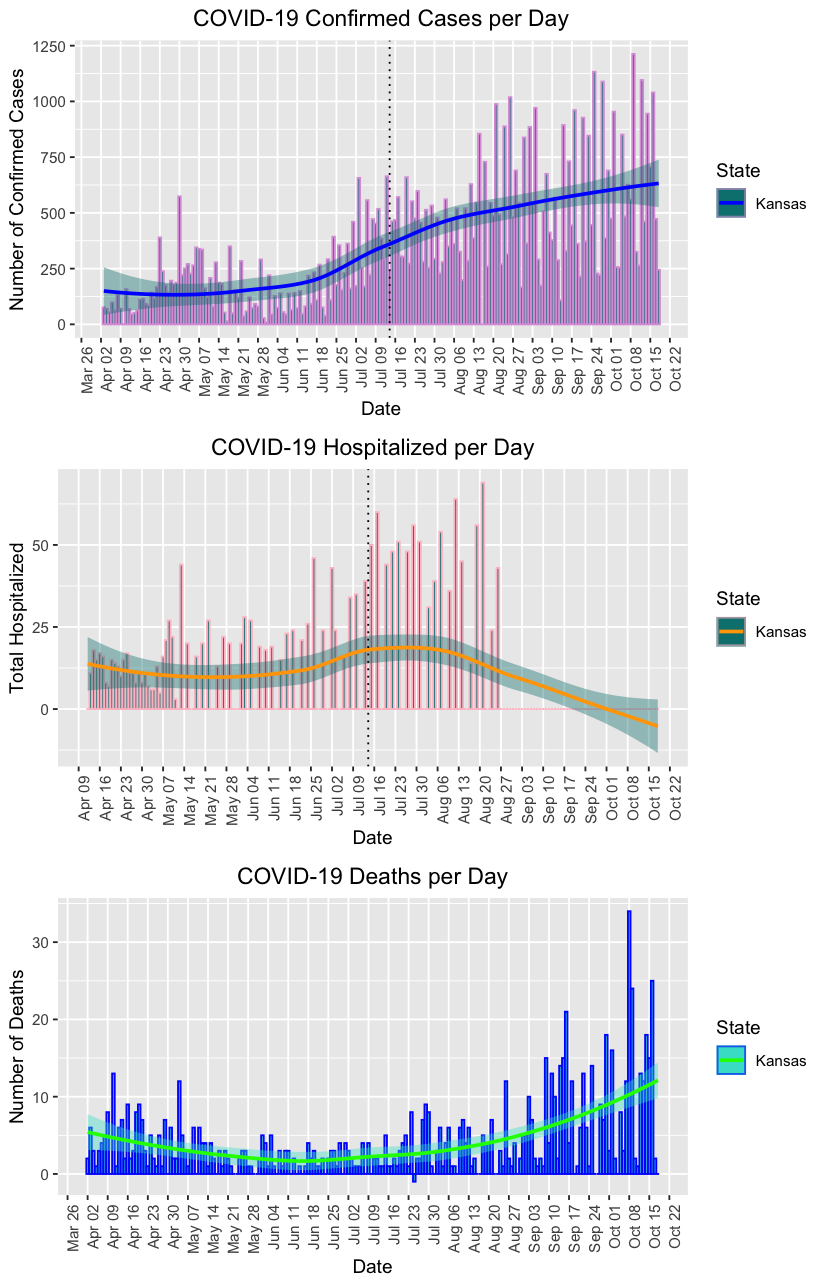 COVID-19 Confirmed Cases per Day
Number of Confirmed Cases
1250
1000
750
500
250
0
Mar 26
Apr 02
Apr 09
Apr 16
Apr 23
Apr 30
May 07
May 14
May 21
May 28
Jun 04
Jun 11
Jun 18
Jun 25
Jul 02
Jul 09
Jul 16
Jul 23
Jul 30
Aug 06
Aug 13
Aug 20
Aug 27
Sep 03
Sep 10
Sep 17
Sep 24
Oct 01
Oct 08
Oct 15
Oct 22
Date
State
Kansas
COVID-19 Hospitalized per Day
Total Hospitalized
50
25
0
Apr 09
Apr 16
Apr 23
Apr 30
May 07
May 14
May 21
May 28
Jun 04
Jun 11
Jun 18
Jun 25
Jul 02
Jul 09
Jul 16
Jul 23
Jul 30
Aug 06
Aug 13
Aug 20
Aug 27
Sep 03
Sep 10
Sep 17
Sep 24
Oct 01
Oct 08
Oct 15
Oct 22
Date
State
Kansas
COVID-19 Deaths per Day
Number of Deaths
30
20
10
0
Mar 26
Apr 02
Apr 09
Apr 16
Apr 23
Apr 30
May 07
May 14
May 21
May 28
Jun 04
Jun 11
Jun 18
Jun 25
Jul 02
Jul 09
Jul 16
Jul 23
Jul 30
Aug 06
Aug 13
Aug 20
Aug 27
Sep 03
Sep 10
Sep 17
Sep 24
Oct 01
Oct 08
Oct 15
Oct 22
Date
State
Kansas